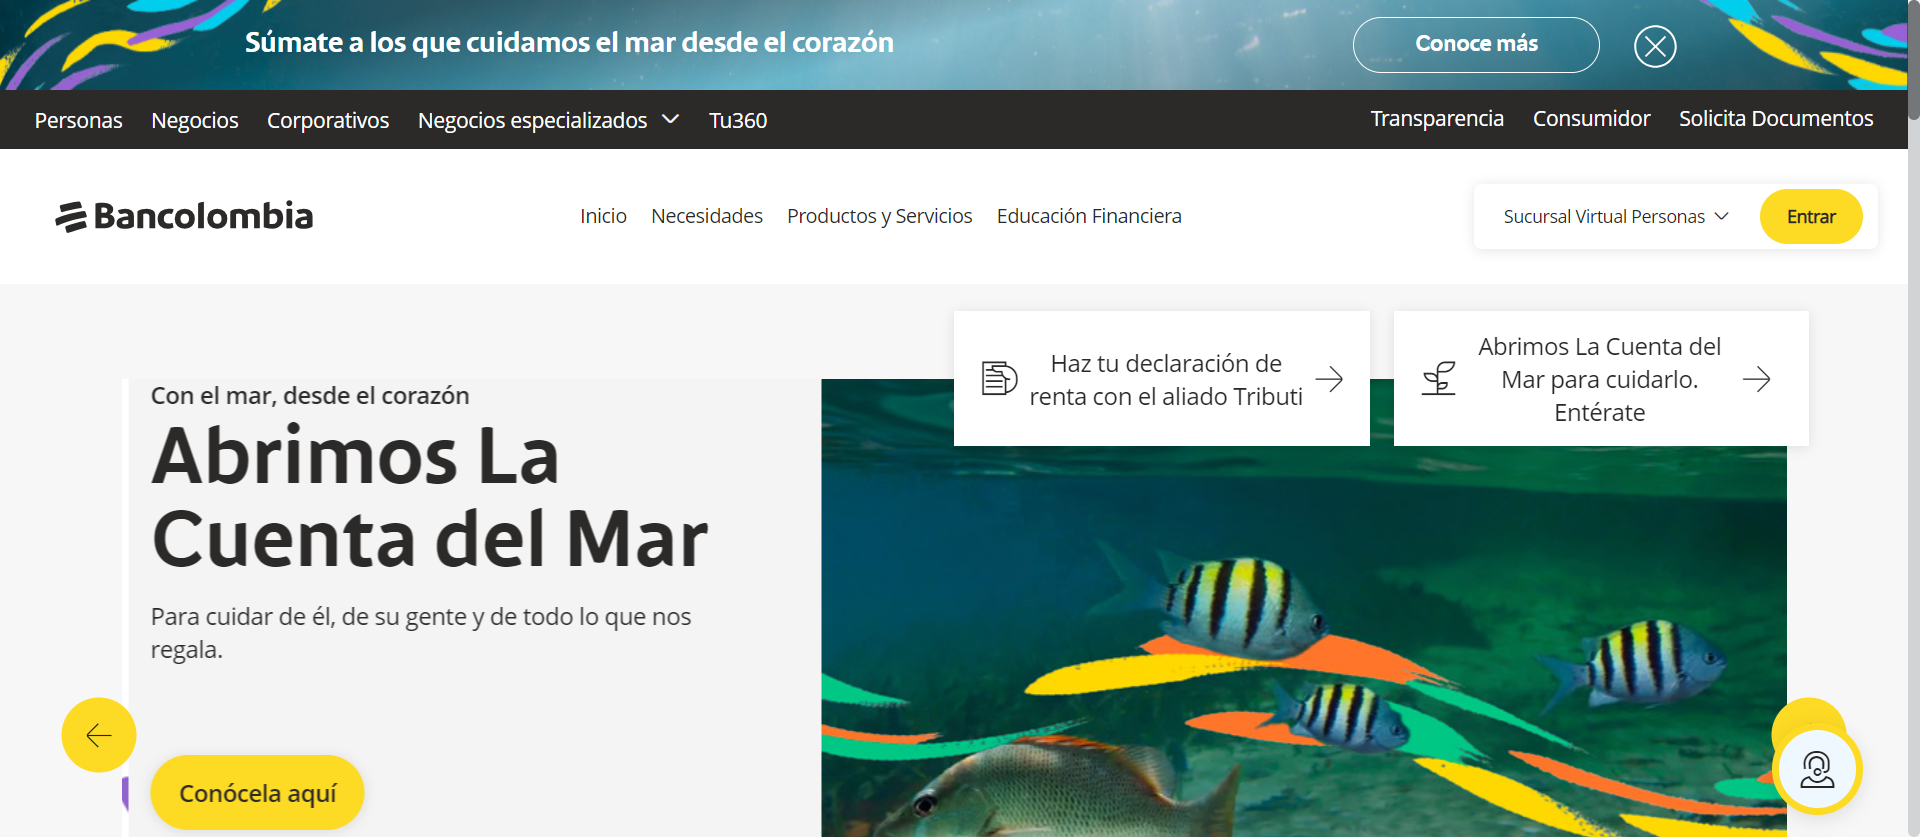 Súmate a los que cuidamos el mar desde el corazón
Conoce más
Personas Negocios Corporativos Negocios especializados Tu360
Transparencia Consumidor Solicita Documentos
Bancolombia
Inicio Necesidades Productos y Servicios Educación Financiera
Sucursal Virtual Personas
Entrar
Haz tu declaración de
renta con el aliado Tributi
Abrimos La Cuenta del
Mar para cuidarlo.
Entérate
Con el mar, desde el corazón
Abrimos La
Cuenta del Mar
Para cuidar de él, de su gente y de todo lo que nos
regala.
Conócela aquí